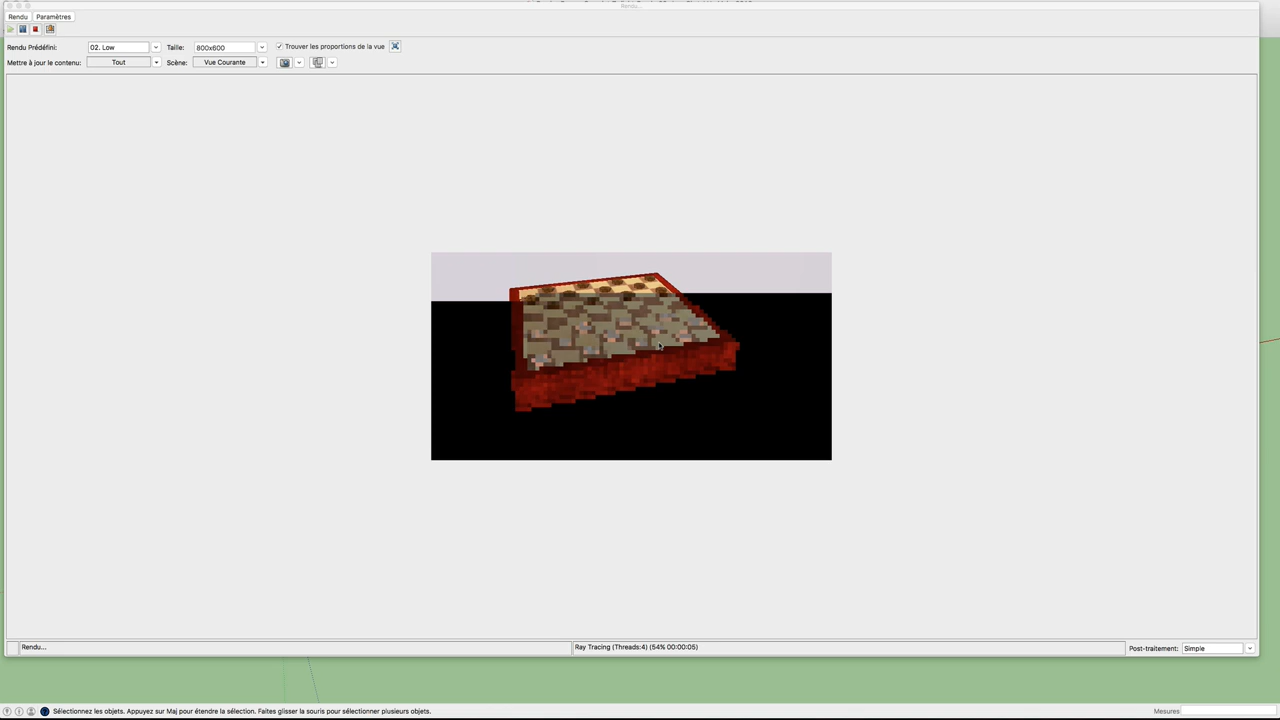 Rendu...
Rendu Paramètres
Rendu Prédéfini: 02. Low Taille: 800x600 Trouver les proportions de la vue
Mettre à jour le contenu: Tout Scène: Vue Courante
Rendu... Ray Tracing (Threads:4) (54% 00:00:05) Post-traitement: Simple
Sélectionnez les objets. Appuyez sur Maj pour étendre la sélection. Faites glisser la souris pour sélectionner plusieurs objets. Mesures